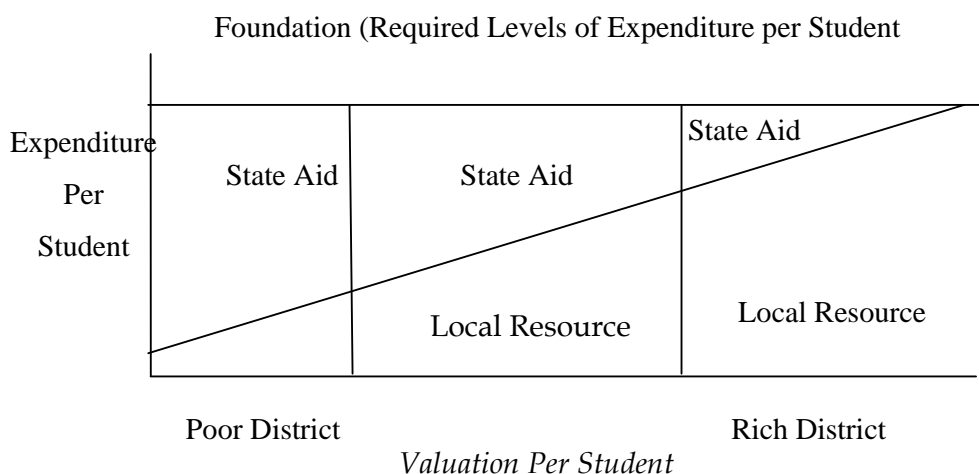 Foundation (Required Levels of Expenditure per Student
Expenditure
Per
Student
State Aid
State Aid
State Aid
Local Resource
Local Resource
Poor District
Rich District
Valuation Per Student